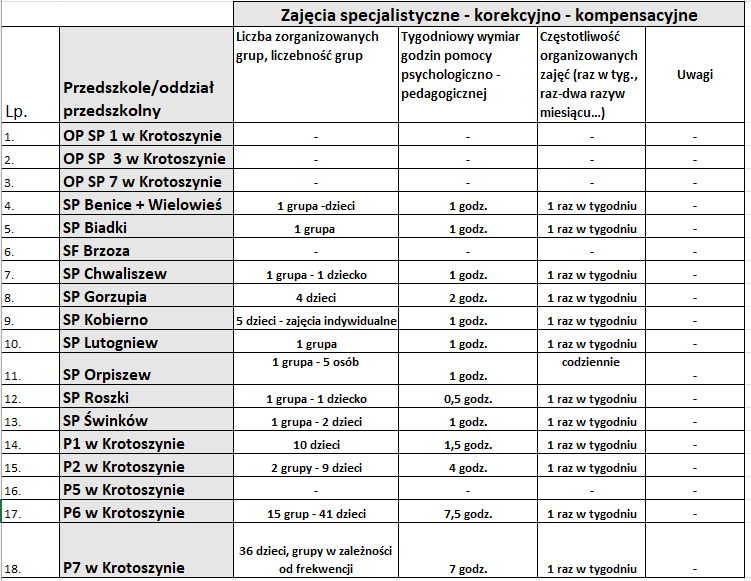 Zajęcia specjalistyczne - korekcyjno - kompensacyjne
Lp.
Przedszkole/oddział
przedszkolny
Liczba zorganizowanych
grup, liczebność grup
Tygodniowy wymiar
godzin pomocy
psychologiczno -
pedagogicznej
Częstotliwość
organizowanych
zajęć (raz w tyg.,
raz-dwa razyw
miesiącu...)
Uwagi
1. OP SP 1 w Krotoszynie - - - -
2. OP SP 3 w Krotoszynie - - - -
3. OP SP 7 w Krotoszynie - - - -
4. SP Benice + Wielowieś 1 grupa -dzieci 1 godz. 1 raz w tygodniu -
5. SP Biadki 1 grupa 1 godz. 1 raz w tygodniu -
6. SF Brzoza - - - -
7. SP Chwaliszew 1 grupa - 1 dziecko 1 godz. 1 raz w tygodniu -
8. SP Gorzupia 4 dzieci 2 godz. 1 raz w tygodniu -
9. SP Kobierno 5 dzieci - zajęcia indywidualne 1 godz. 1 raz w tygodniu -
10. SP Lutogniew 1 grupa 1 godz. 1 raz w tygodniu -
11. SP Orpiszew 1 grupa - 5 osób 1 godz. codziennie -
12. SP Roszki 1 grupa - 1 dziecko 0,5 godz. 1 raz w tygodniu -
13. SP Świnków 1 grupa - 2 dzieci 1 godz. 1 raz w tygodniu -
14. P1 w Krotoszynie 10 dzieci 1,5 godz. 1 raz w tygodniu -
15. P2 w Krotoszynie 2 grupy - 9 dzieci 4 godz. 1 raz w tygodniu -
16. P5 w Krotoszynie - - - -
17. P6 w Krotoszynie 15 grup - 41 dzieci 7,5 godz. 1 raz w tygodniu -
36 dzieci, grupy w zależności
18. P7 w Krotoszynie od frekwencji 7 godz. 1 raz w tygodniu -